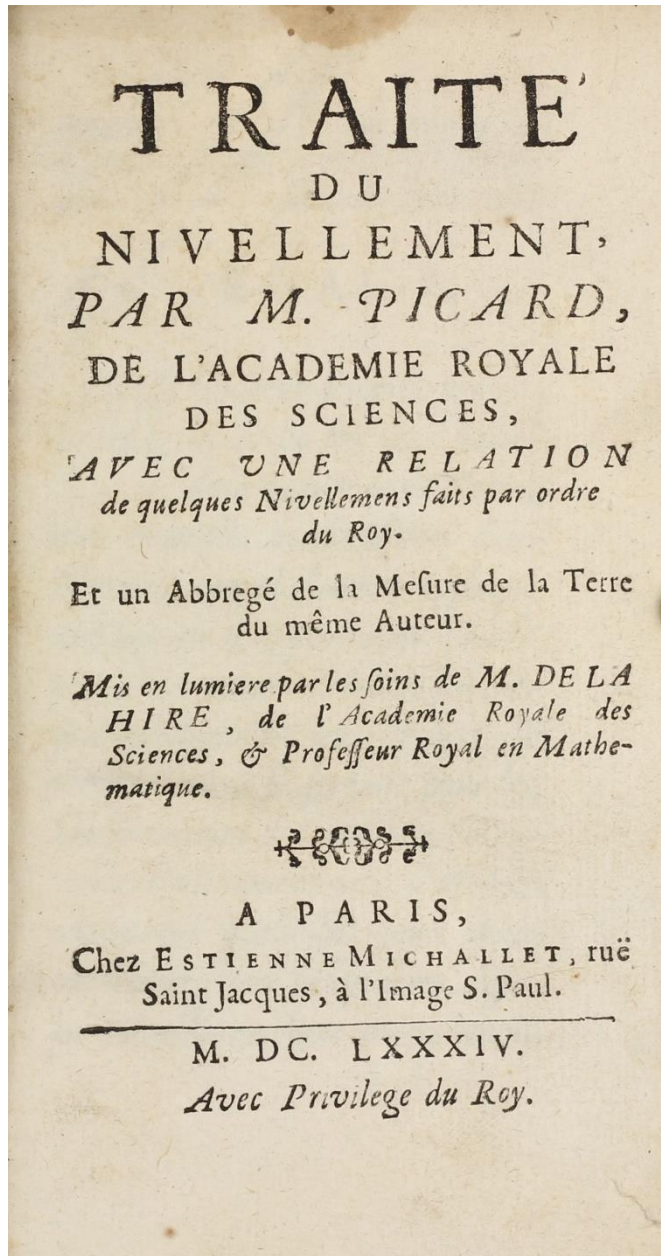 TRAITE'
DU
NIVELLEMENT,
PAR M. PICARD,
DE L'ACADEMIE ROYALE
DES SCIENCES,
AVEC UNE RELATION
de quelques Nivellemens faits par ordre
du Roy.
Et un Abbregé de la Meſure de la Terre
du même Auteur.
Mis en lumiere par les ſoins de M. DE LA
HIRE, de l'Academie Royale des
Sciences, & Profeſſeur Royal en Mathe-
matique.
A PARIS,
Chez ESTIENNE MICHALLET, ruë
Saint Jacques, à l'Image S. Paul.
M. DC. LXXXIV.
Avec Privilege du Roy.